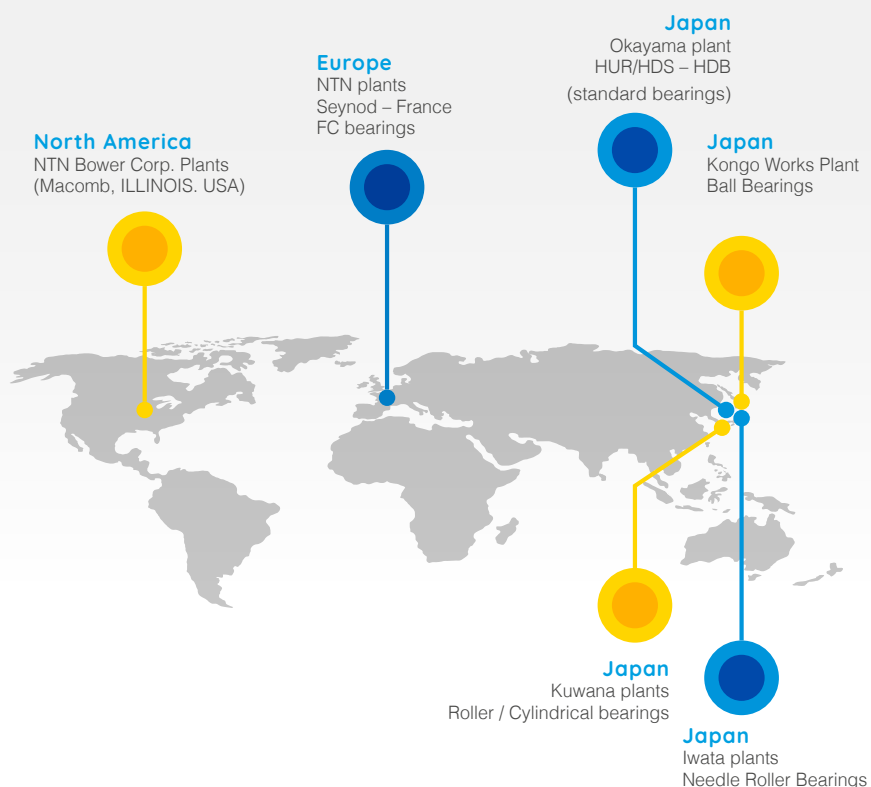 Japan
Okayama plant
HUR/HDS – HDB
(standard bearings)
Europe
NTN plants
Seynod – France
FC bearings
North America
NTN Bower Corp. Plants
(Macomb, ILLINOIS. USA)
Japan
Kongo Works Plant
Ball Bearings
Japan
Kuwana plants
Roller / Cylindrical bearings
Japan
Iwata plants
Needle Roller Bearings